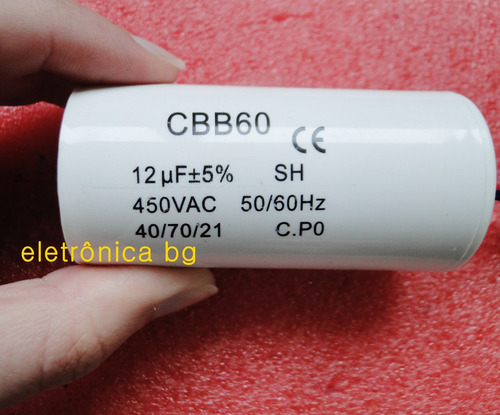 CBB60
CE
12µF±5% SH
450VAC 50/60Hz
40/70/21 C.P0
eletrônica bg